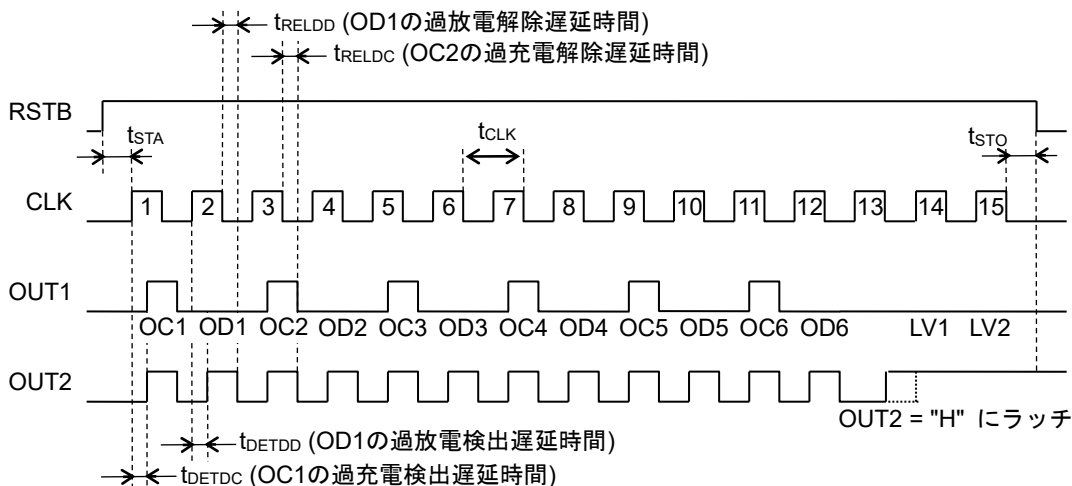 tRELDD (OD1の過放電解除遅延時間)
tRELDC (OC2の過充電解除遅延時間)
RSTB
tSTA
tCLK
tSTO
CLK
1 2 3 4 5 6 7 8 9 10 11 12 13 14 15
OUT1
OC1 OD1 OC2 OD2 OC3 OD3 OC4 OD4 OC5 OD5 OC6 OD6 LV1 LV2
OUT2
OUT2 = "H" にラッチ
tDETDD (OD1の過放電検出遅延時間)
tDETDC (OC1の過充電検出遅延時間)